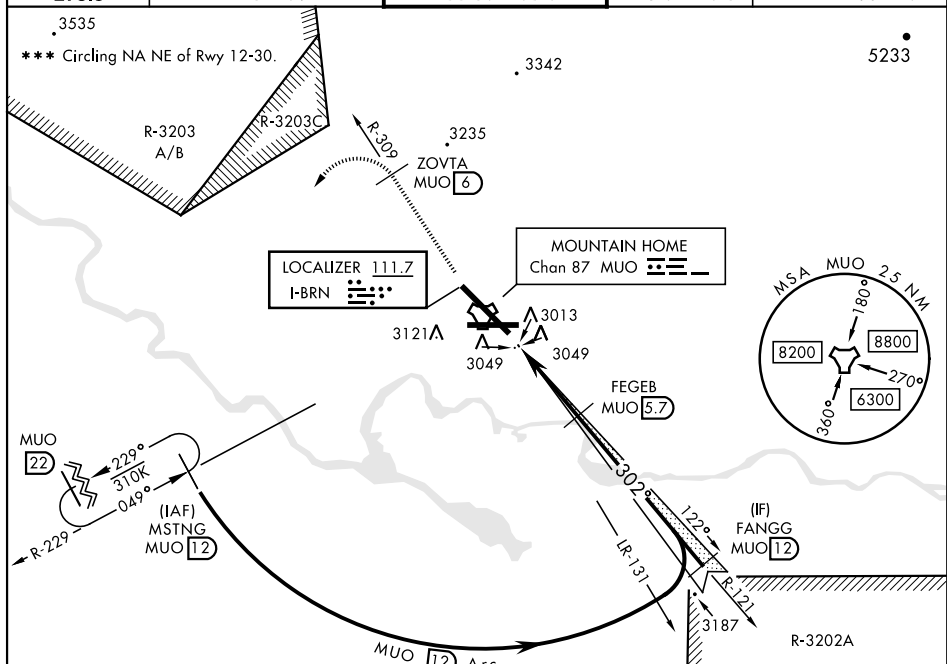 3535
*** Circling NA NE of Rwy 12-30.
3342
5233
R-3203
A/B
R-3203C
R-309
3235
ZOVTA
MUO 6
LOCALIZER 111.7
I-BRN
MOUNTAIN HOME
Chan 87 MUO
MSA MUO 25 NM
180°
8200
8800
270°
6300
360°
3121
3013
3049
3049
FEGEB
MUO 5.7
MUO
22
229°
310K
049°
R-229
(IAF)
MSTNG
MUO 12
302°
122°
(IF)
FANGG
MUO 12
LR-131
R-121
3187
R-3202A
MUO 12